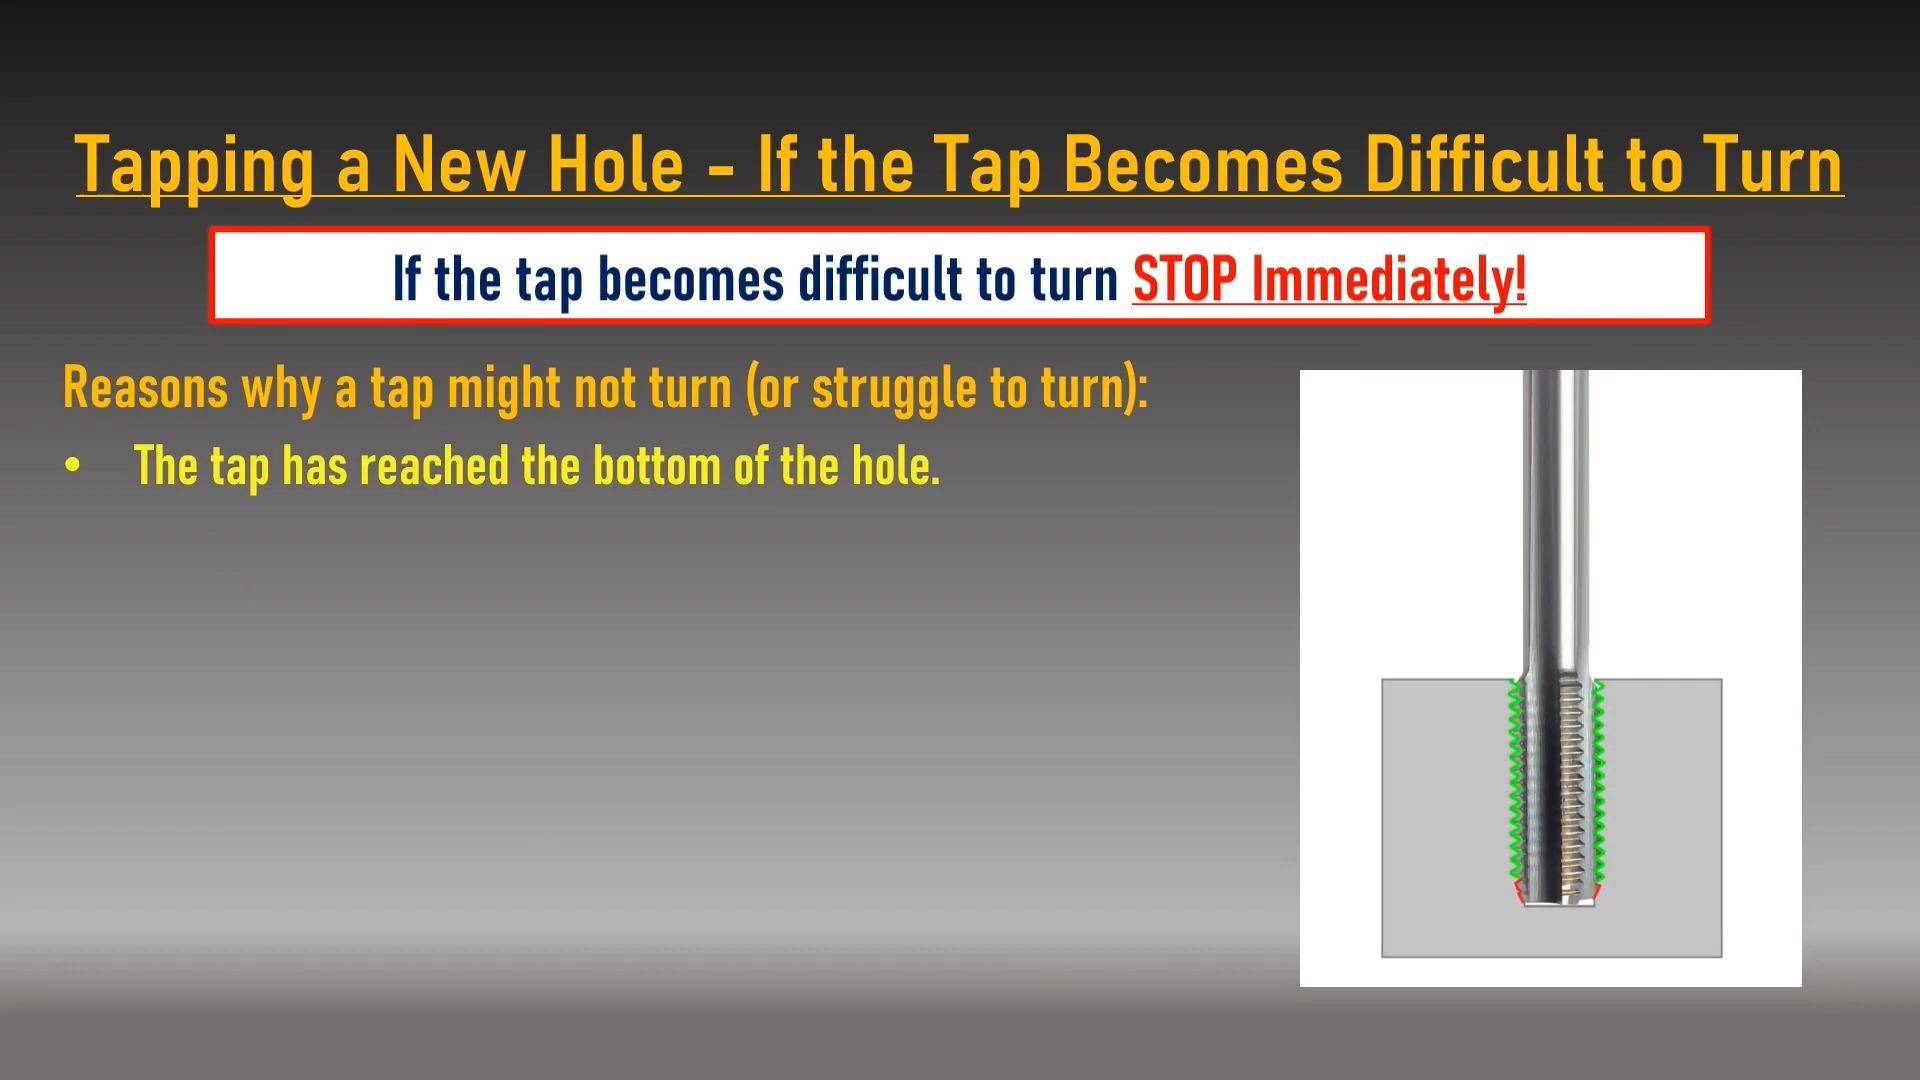 Tapping a New Hole - If the Tap Becomes Difficult to Turn
If the tap becomes difficult to turn STOP Immediately!
Reasons why a tap might not turn (or struggle to turn):
• The tap has reached the bottom of the hole.